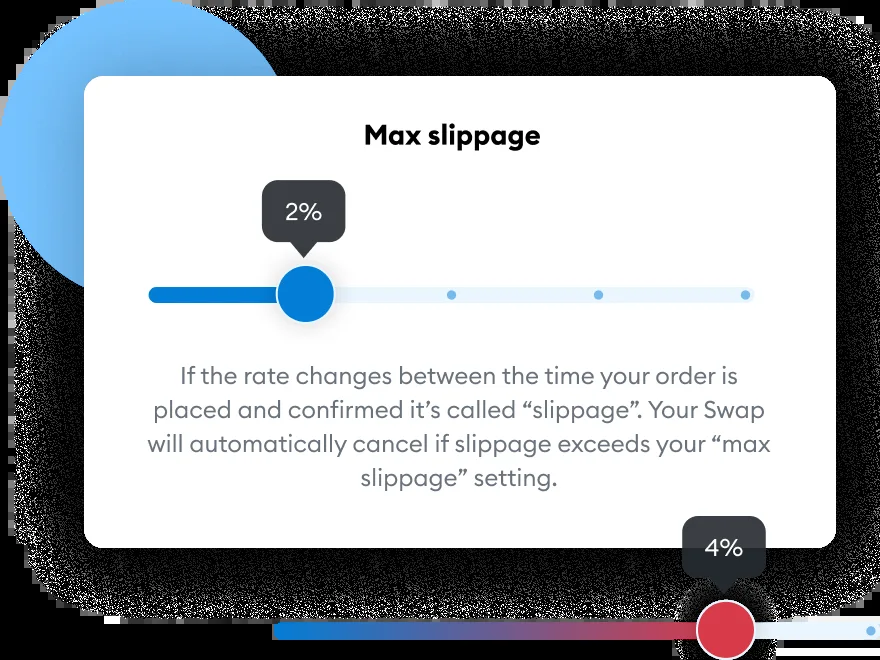 Max slippage
2%
If the rate changes between the time your order is
placed and confirmed it’s called “slippage”. Your Swap
will automatically cancel if slippage exceeds your “max
slippage” setting.
4%